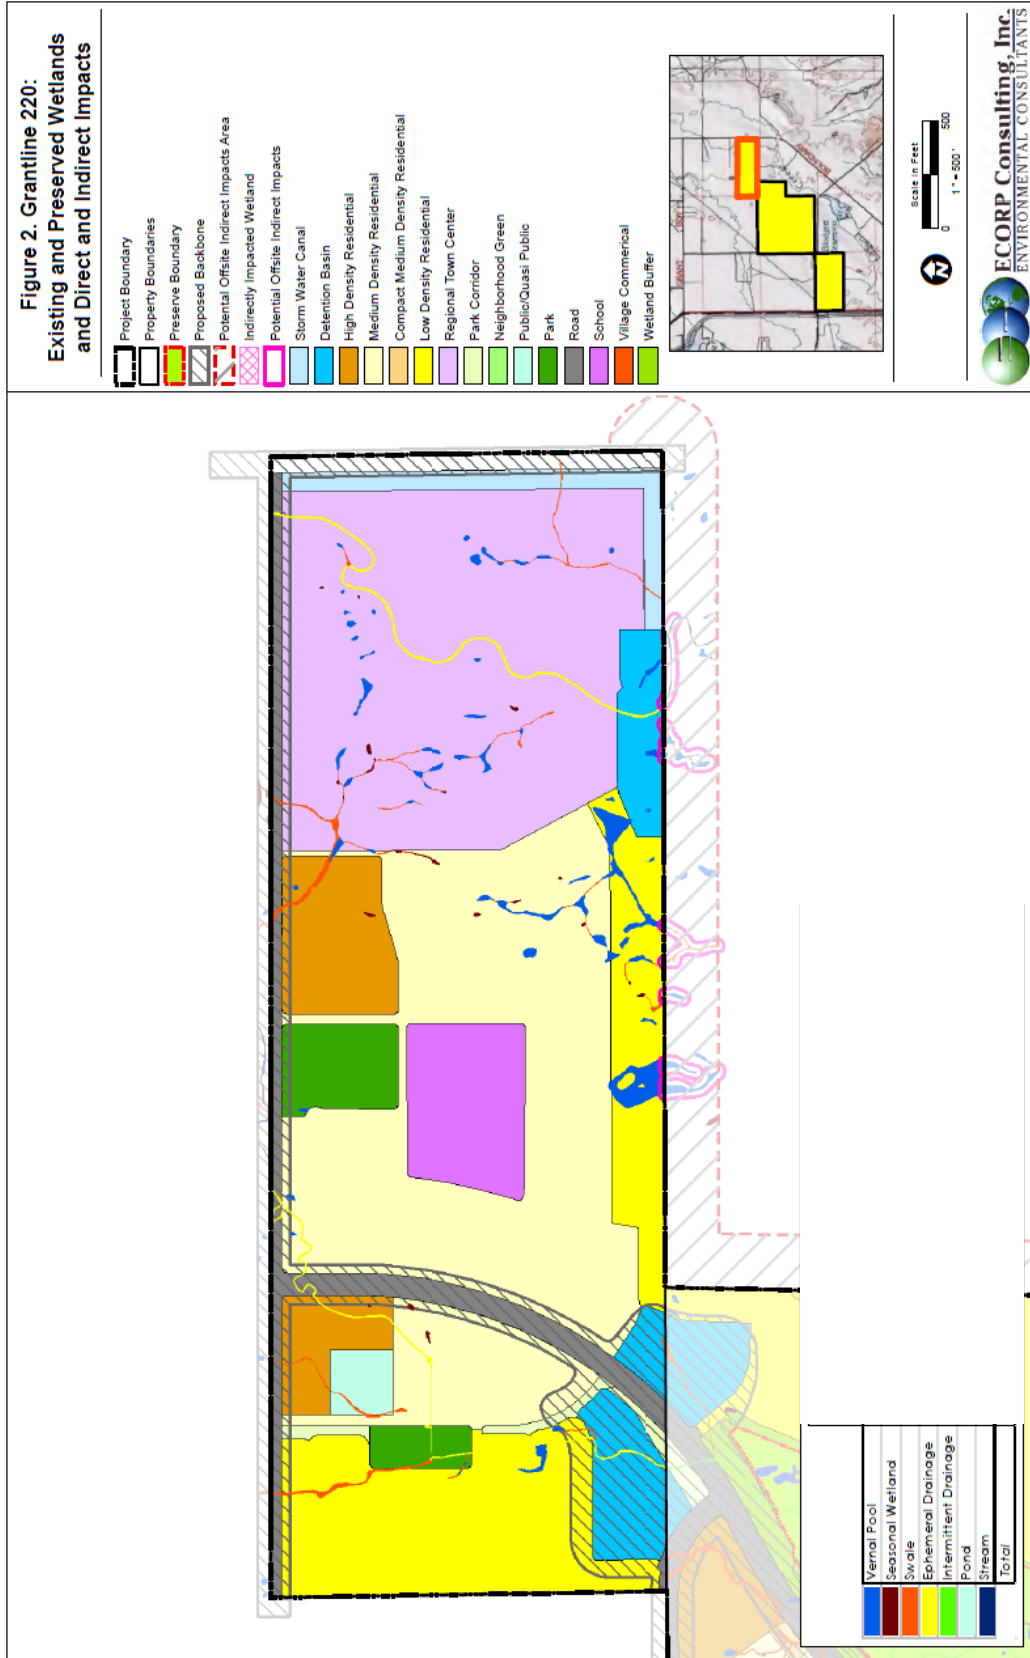 Figure 2. Grantline 220:
Existing and Preserved Wetlands
and Direct and Indirect Impacts
Project Boundary
Property Boundaries
Preserve Boundary
Proposed Backbone
Potential Offsite Indirect Impacts Area
Indirectly Impacted Wetland
Potential Offsite Indirect Impacts
Storm Water Canal
Detention Basin
High Density Residential
Medium Density Residential
Compact Medium Density Residential
Low Density Residential
Regional Town Center
Park Corridor
Neighborhood Green
Public/Quasi Public
Park
Road
School
Village Commercial
Wetland Buffer
Scale in Feet
0 500
1" = 500'
N
ECORP Consulting, Inc.
ENVIRONMENTAL CONSULTANTS
Vernal Pool
Seasonal Wetland
Swale
Ephemeral Drainage
Intermittent Drainage
Pond
Stream
Total